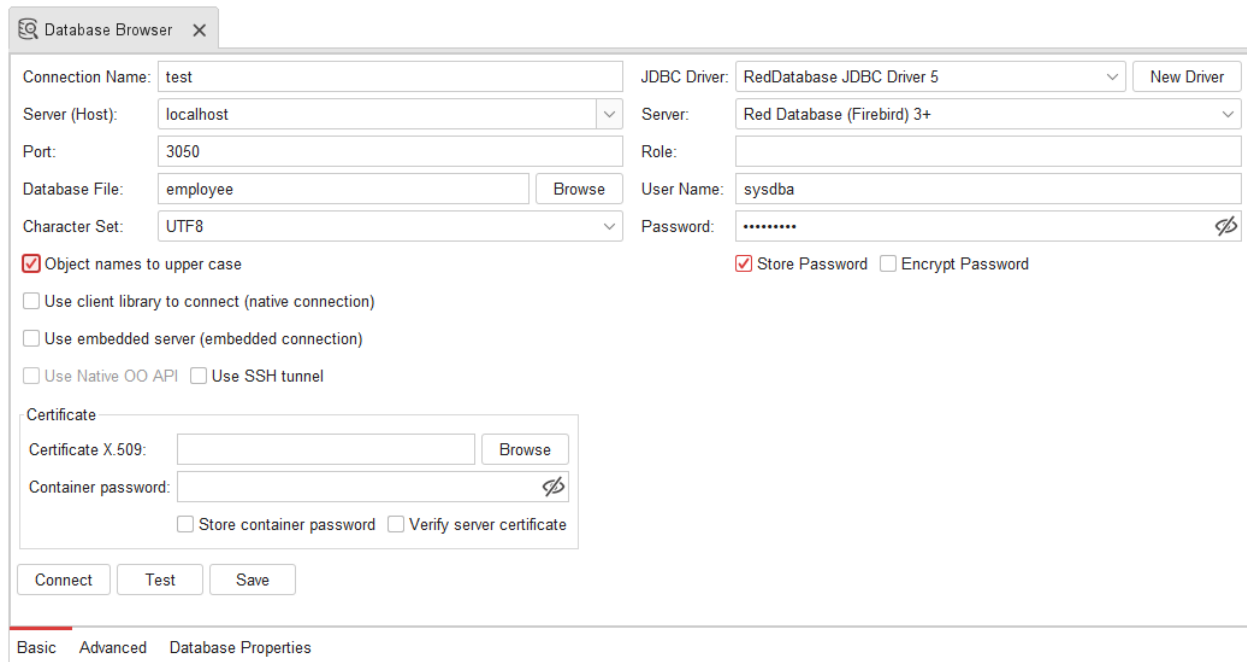 Database Browser
Connection Name: test JDBC Driver: RedDatabase JDBC Driver 5 New Driver
Server (Host): localhost Server: Red Database (Firebird) 3+
Port: 3050 Role:
Database File: employee Browse User Name: sysdba
Character Set: UTF8 Password: •••••••••
Object names to upper case Store Password Encrypt Password
Use client library to connect (native connection)
Use embedded server (embedded connection)
Use Native OO API Use SSH tunnel
Certificate
Certificate X.509: Browse
Container password:
Store container password Verify server certificate
Connect Test Save
Basic Advanced Database Properties